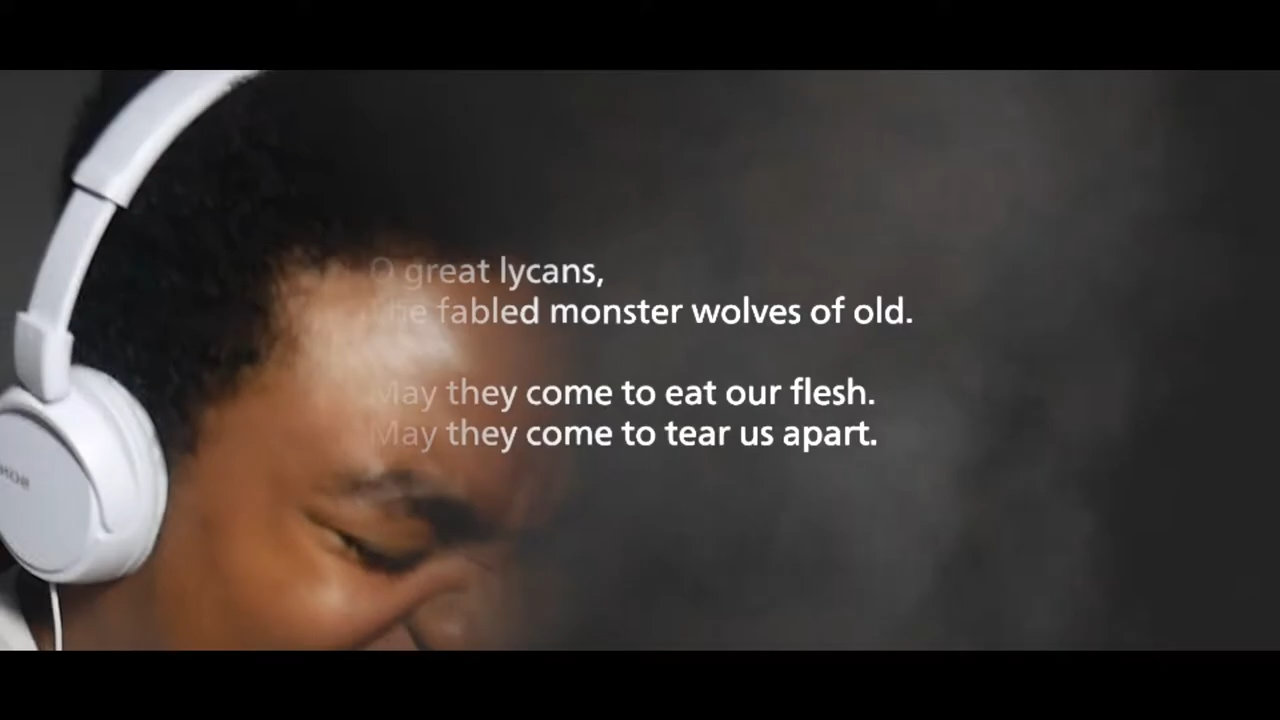 O great lycans,
The fabled monster wolves of old.
May they come to eat our flesh.
May they come to tear us apart.